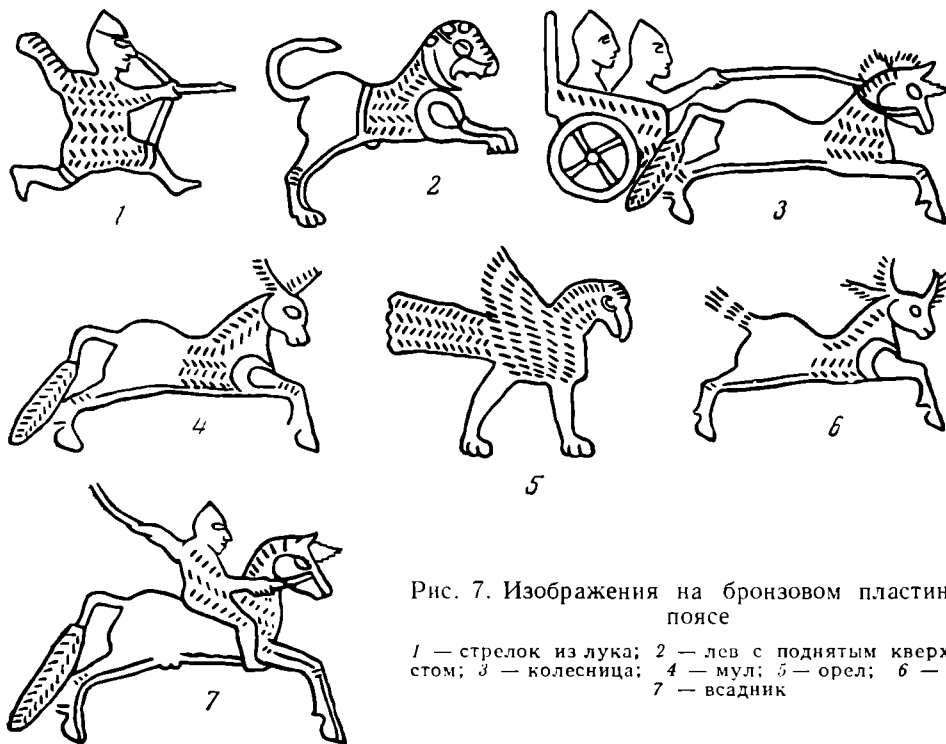 1
2
3
4
5
6
7
Рис. 7. Изображения на бронзовом пластин
поясе
1 — стрелок из лука; 2 — лев с поднятым кверх
стом; 3 — колесница; 4 — мул; 5 — орел; 6 —
7 — всадник